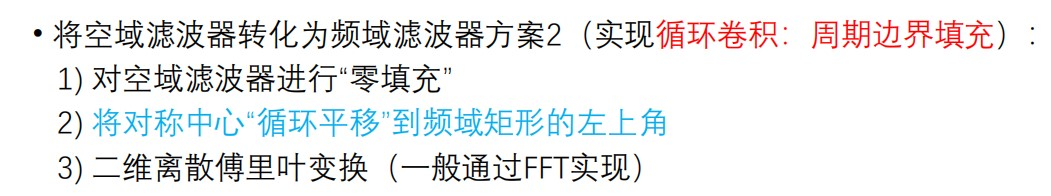 • 将空域滤波器转化为频域滤波器方案2（实现循环卷积：周期边界填充）:
1) 对空域滤波器进行“零填充”
2) 将对称中心“循环平移”到频域矩形的左上角
3) 二维离散傅里叶变换（一般通过FFT实现）